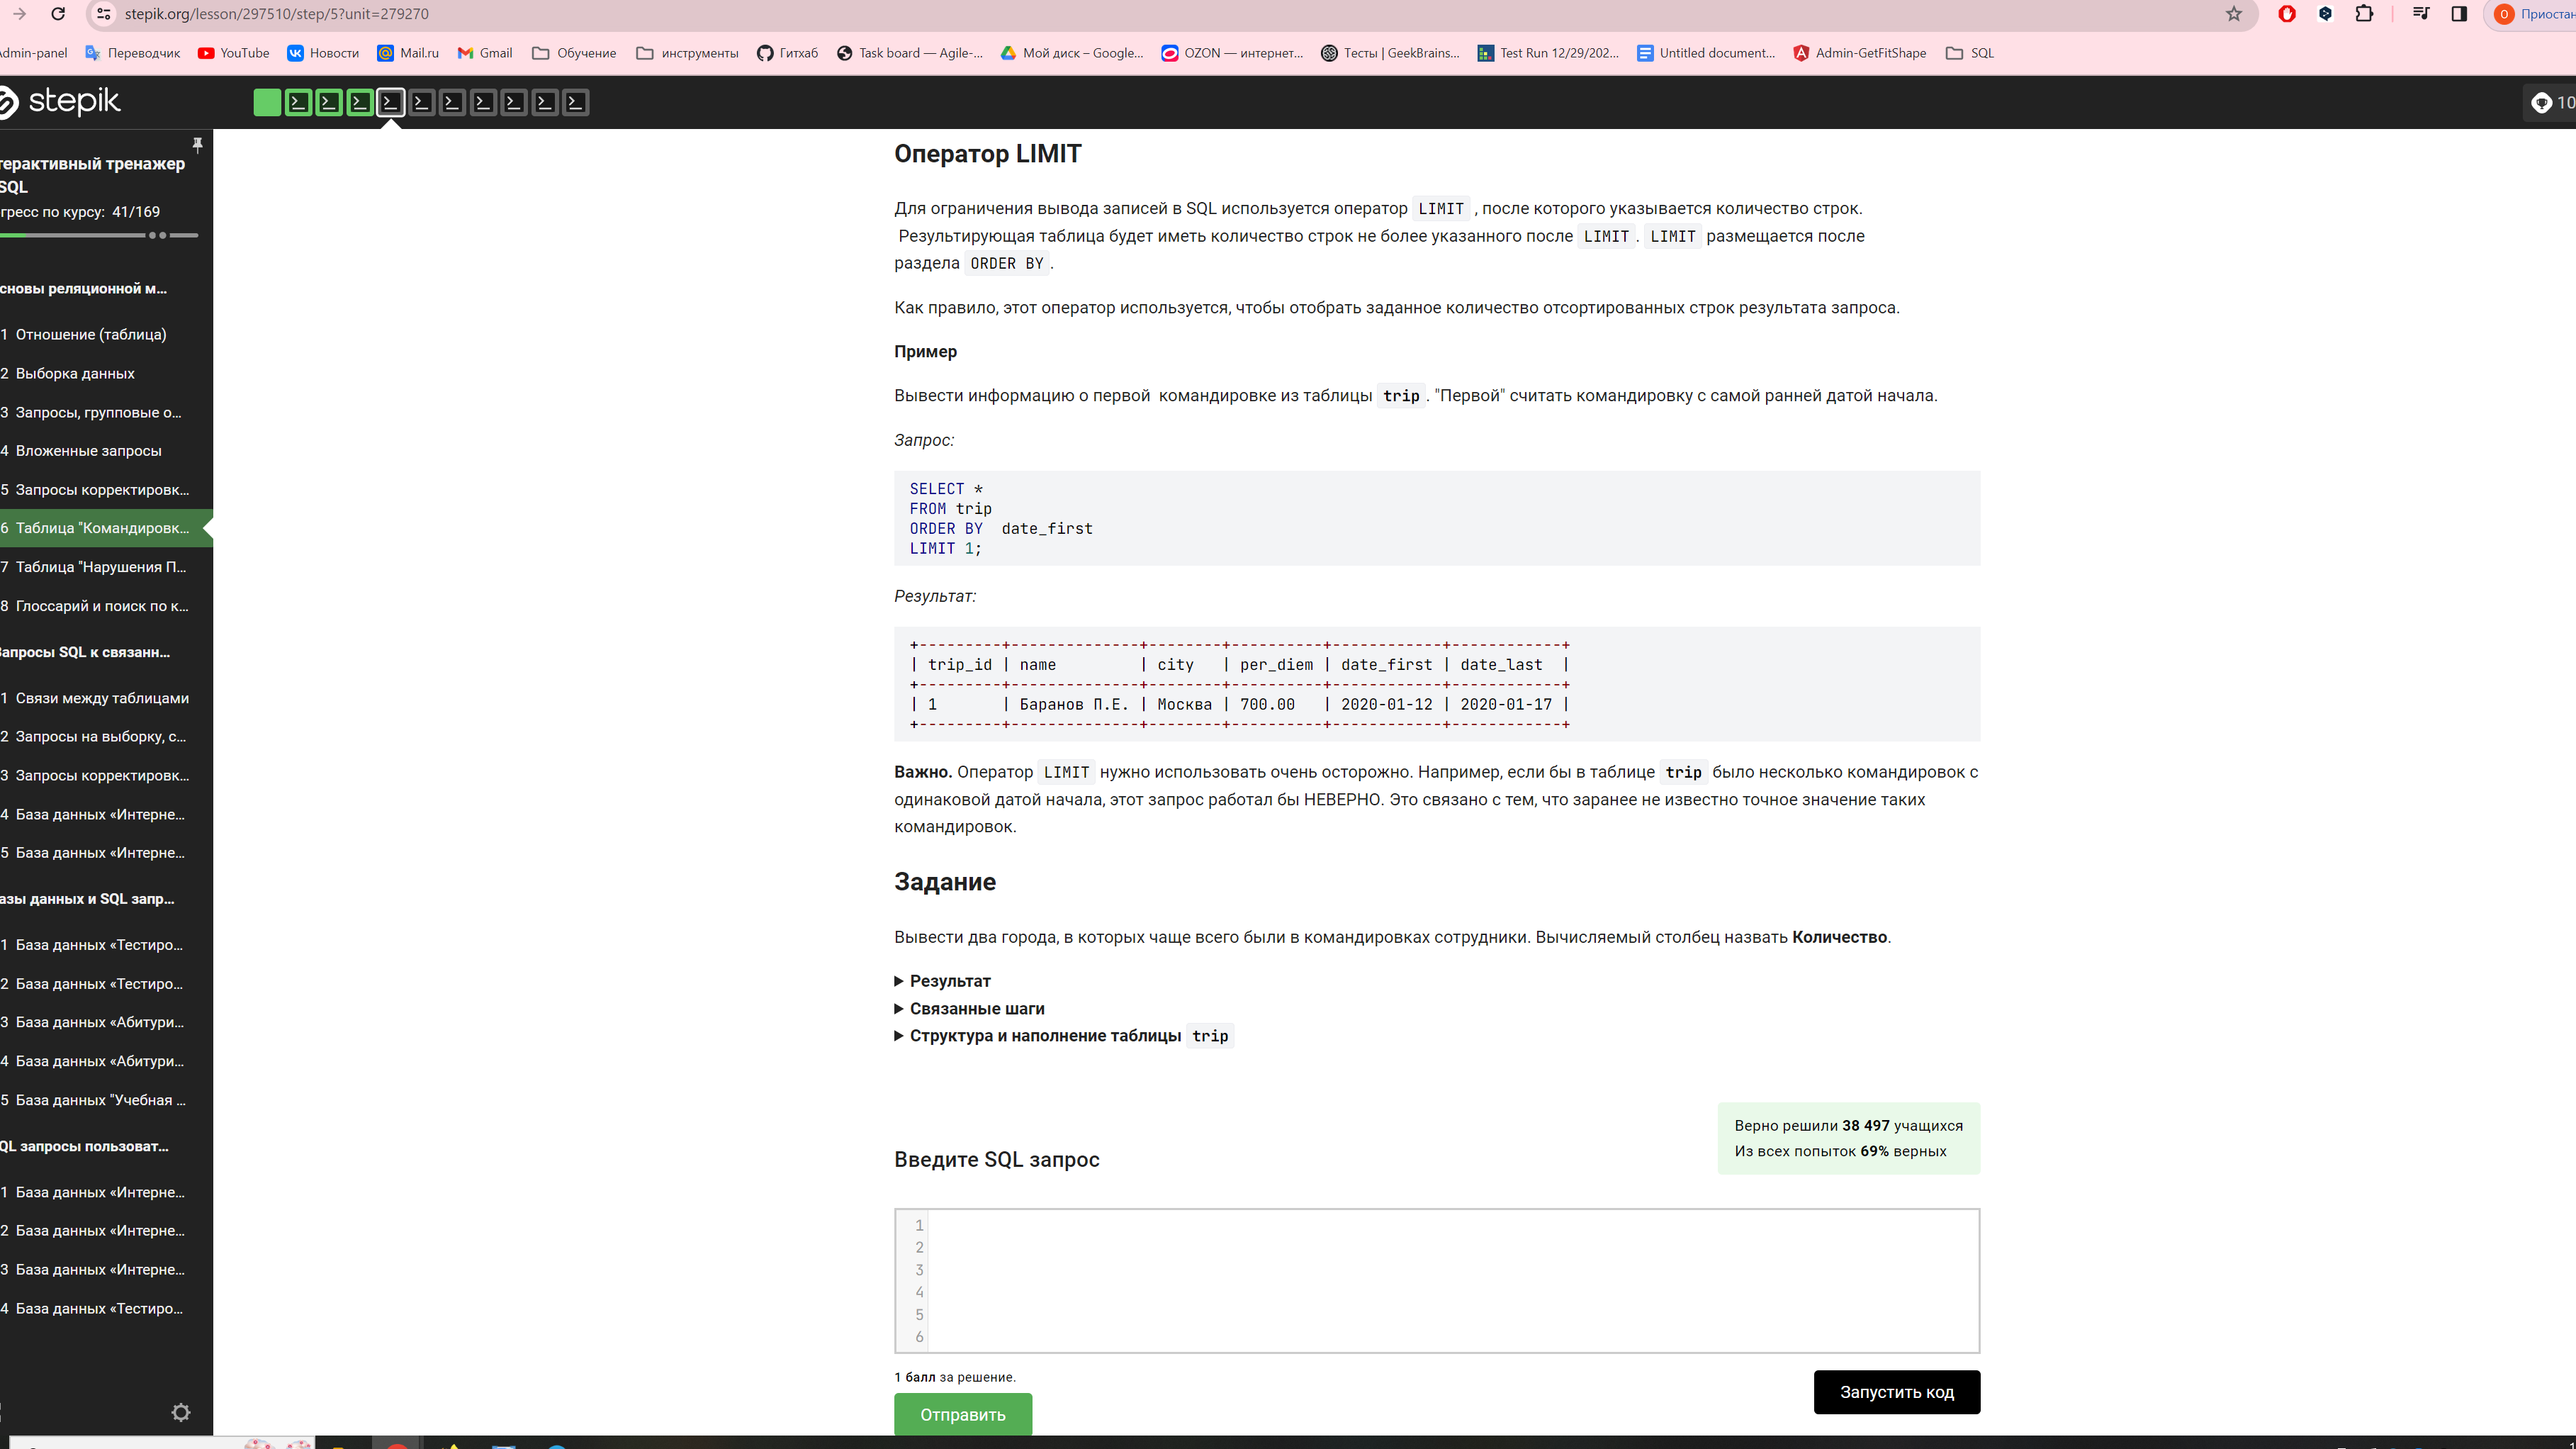 stepik.org/lesson/297510/step/5?unit=279270
О Приостан
Admin-panel Переводчик YouTube Новости Mail.ru Gmail Обучение инструменты Гитхаб Task board — Agile-... Мой диск – Google... OZON — интернет... Тесты | GeekBrains... Test Run 12/29/202... Untitled document... Admin-GetFitShape SQL
stepik
10
терактивный тренажер
SQL
гресс по курсу: 41/169
сновы реляционной м...
1 Отношение (таблица)
2 Выборка данных
3 Запросы, групповые о...
4 Вложенные запросы
5 Запросы корректировк...
6 Таблица "Командировк...
7 Таблица "Нарушения П...
8 Глоссарий и поиск по к...
Запросы SQL к связанн...
1 Связи между таблицами
2 Запросы на выборку, с...
3 Запросы корректировк...
4 База данных «Интерне...
5 База данных «Интерне...
азы данных и SQL запр...
1 База данных «Тестиро...
2 База данных «Тестиро...
3 База данных «Абитури...
4 База данных «Абитури...
5 База данных "Учебная ...
QL запросы пользоват...
1 База данных «Интерне...
2 База данных «Интерне...
3 База данных «Интерне...
4 База данных «Тестиро...
Оператор LIMIT
Для ограничения вывода записей в SQL используется оператор LIMIT , после которого указывается количество строк.
Результирующая таблица будет иметь количество строк не более указанного после LIMIT. LIMIT размещается после
раздела ORDER BY.
Как правило, этот оператор используется, чтобы отобрать заданное количество отсортированных строк результата запроса.
Пример
Вывести информацию о первой командировке из таблицы trip. "Первой" считать командировку с самой ранней датой начала.
Запрос:
SELECT *
FROM trip
ORDER BY  date_first
LIMIT 1;
Результат:
+---------+--------------+--------+----------+------------+------------+
| trip_id | name         | city   | per_diem | date_first | date_last  |
+---------+--------------+--------+----------+------------+------------+
| 1       | Баранов П.Е. | Москва | 700.00   | 2020-01-12 | 2020-01-17 |
+---------+--------------+--------+----------+------------+------------+
Важно. Оператор LIMIT нужно использовать очень осторожно. Например, если бы в таблице trip было несколько командировок с
одинаковой датой начала, этот запрос работал бы НЕВЕРНО. Это связано с тем, что заранее не известно точное значение таких
командировок.
Задание
Вывести два города, в которых чаще всего были в командировках сотрудники. Вычисляемый столбец назвать Количество.
Результат
Связанные шаги
Структура и наполнение таблицы trip
Верно решили 38 497 учащихся
Из всех попыток 69% верных
Введите SQL запрос
1
2
3
4
5
6
1 балл за решение.
Запустить код
Отправить